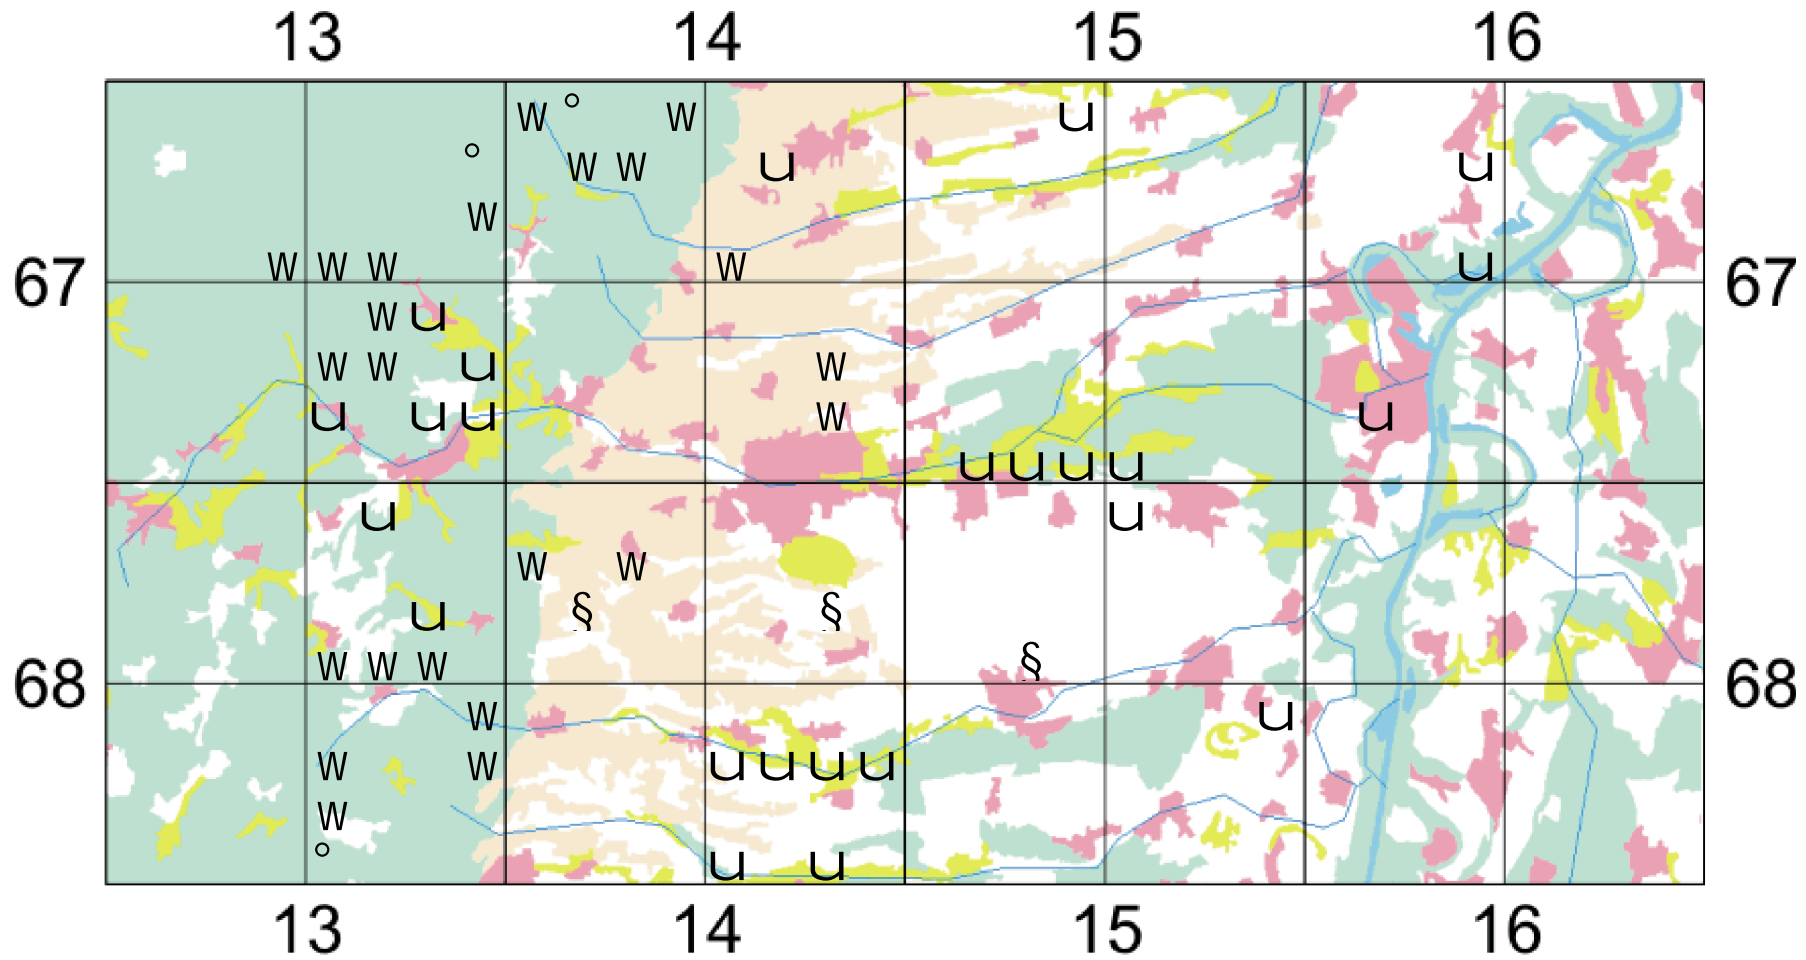 13 14 15 16
W ° W u
° W W u u
W
67 W W W W u 67
W u
W W u W
u u u W u
u u u u
u u
W W
u § §
W W W §
68 68
W u
W W u u u u
W
° u u
13 14 15 16